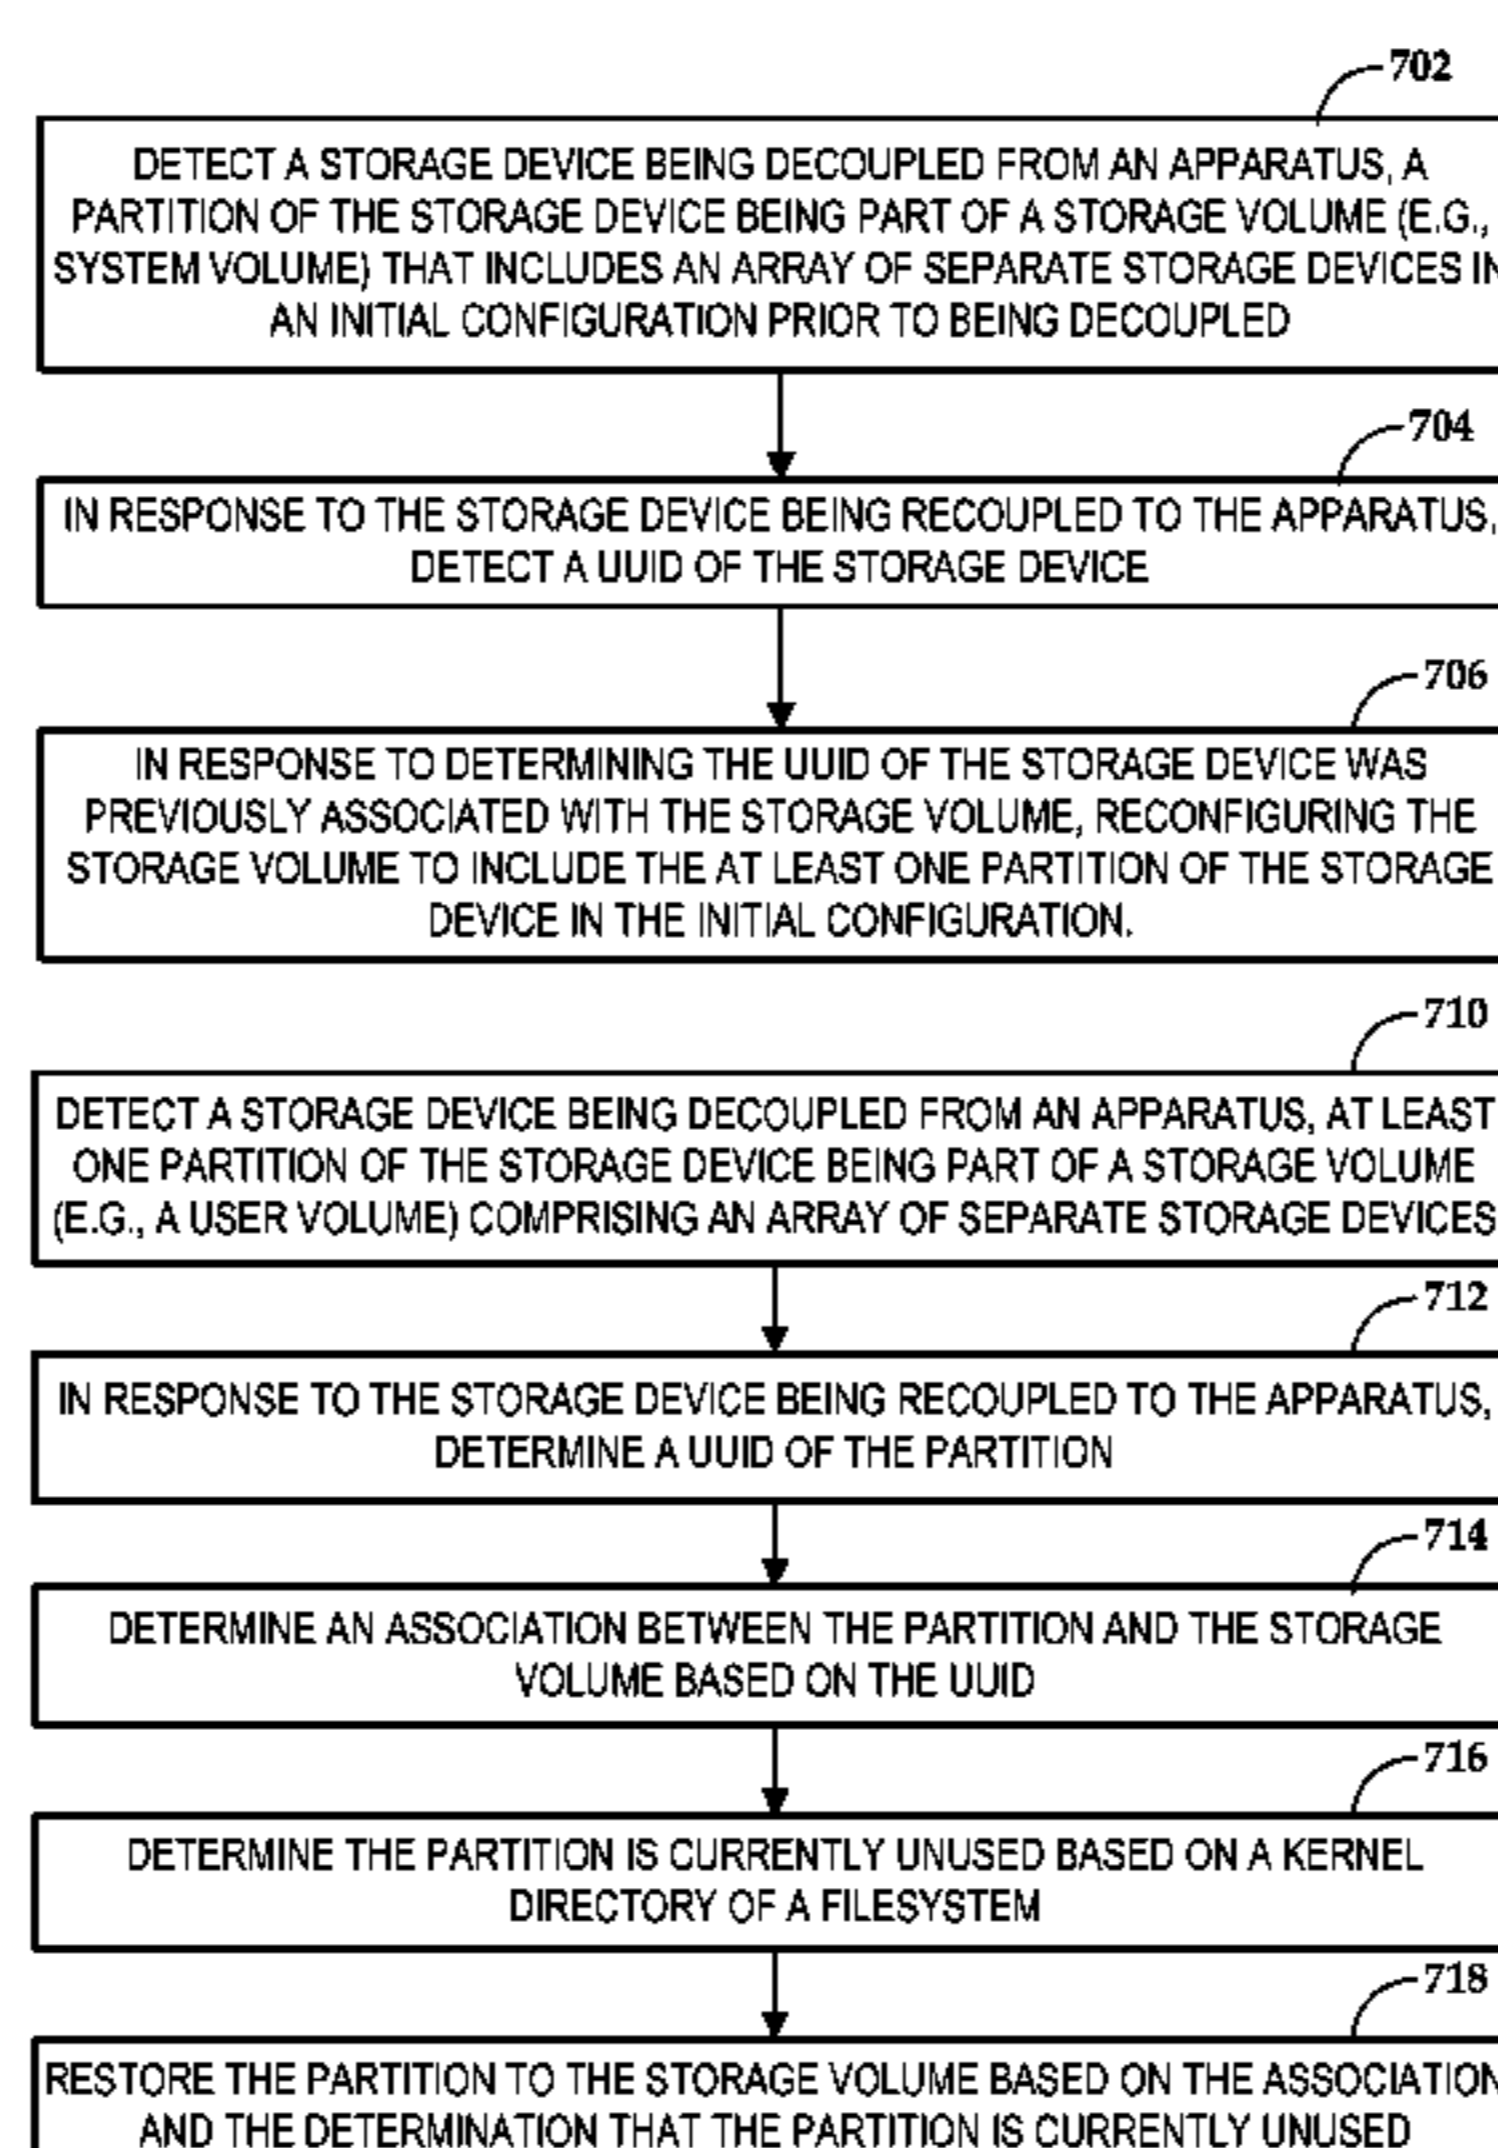 702
DETECT A STORAGE DEVICE BEING DECOUPLED FROM AN APPARATUS, A
PARTITION OF THE STORAGE DEVICE BEING PART OF A STORAGE VOLUME (E.G.,
SYSTEM VOLUME) THAT INCLUDES AN ARRAY OF SEPARATE STORAGE DEVICES IN
AN INITIAL CONFIGURATION PRIOR TO BEING DECOUPLED
704
IN RESPONSE TO THE STORAGE DEVICE BEING RECOUPLED TO THE APPARATUS,
DETECT A UUID OF THE STORAGE DEVICE
706
IN RESPONSE TO DETERMINING THE UUID OF THE STORAGE DEVICE WAS
PREVIOUSLY ASSOCIATED WITH THE STORAGE VOLUME, RECONFIGURING THE
STORAGE VOLUME TO INCLUDE THE AT LEAST ONE PARTITION OF THE STORAGE
DEVICE IN THE INITIAL CONFIGURATION.
710
DETECT A STORAGE DEVICE BEING DECOUPLED FROM AN APPARATUS, AT LEAST
ONE PARTITION OF THE STORAGE DEVICE BEING PART OF A STORAGE VOLUME
(E.G., A USER VOLUME) COMPRISING AN ARRAY OF SEPARATE STORAGE DEVICES
712
IN RESPONSE TO THE STORAGE DEVICE BEING RECOUPLED TO THE APPARATUS,
DETERMINE A UUID OF THE PARTITION
714
DETERMINE AN ASSOCIATION BETWEEN THE PARTITION AND THE STORAGE
VOLUME BASED ON THE UUID
716
DETERMINE THE PARTITION IS CURRENTLY UNUSED BASED ON A KERNEL
DIRECTORY OF A FILESYSTEM
718
RESTORE THE PARTITION TO THE STORAGE VOLUME BASED ON THE ASSOCIATION
AND THE DETERMINATION THAT THE PARTITION IS CURRENTLY UNUSED